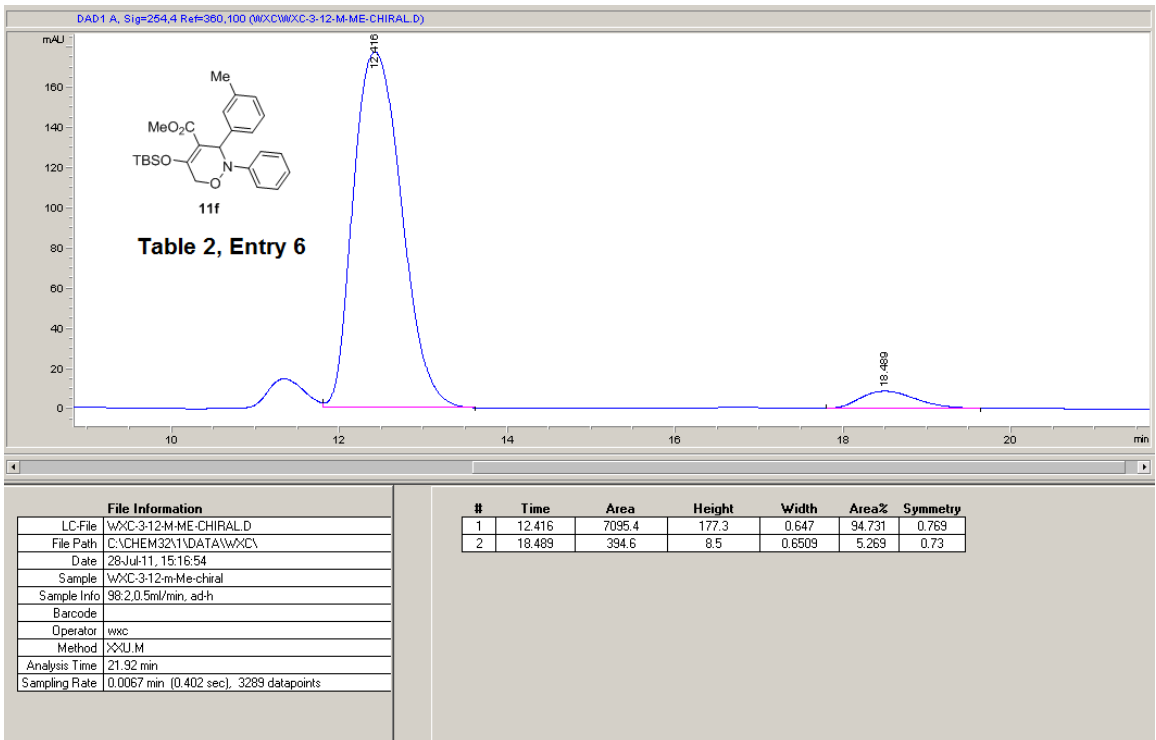 DAD1 A, Sig=254,4 Ref=360,100 (WXC\WXC-3-12-M-ME-CHIRAL.D)
mAU
160
140
120
100
80
60
40
20
0
12.416
18.489
Me
MeO₂C
TBSO
N
O
11f
Table 2, Entry 6
10 12 14 16 18 20 min
File Information
LC-File WXC-3-12-M-ME-CHIRAL.D
File Path C:\CHEM32\1\DATA\WXC\
Date 28-Jul-11, 15:16:54
Sample WXC-3-12-m-Me-chiral
Sample Info 98:2,0.5ml/min, ad-h
Barcode
Operator wxc
Method XXU.M
Analysis Time 21.92 min
Sampling Rate 0.0067 min (0.402 sec), 3289 datapoints
# Time Area Height Width Area% Symmetry
1 12.416 7095.4 177.3 0.647 94.731 0.769
2 18.489 394.6 8.5 0.6509 5.269 0.73